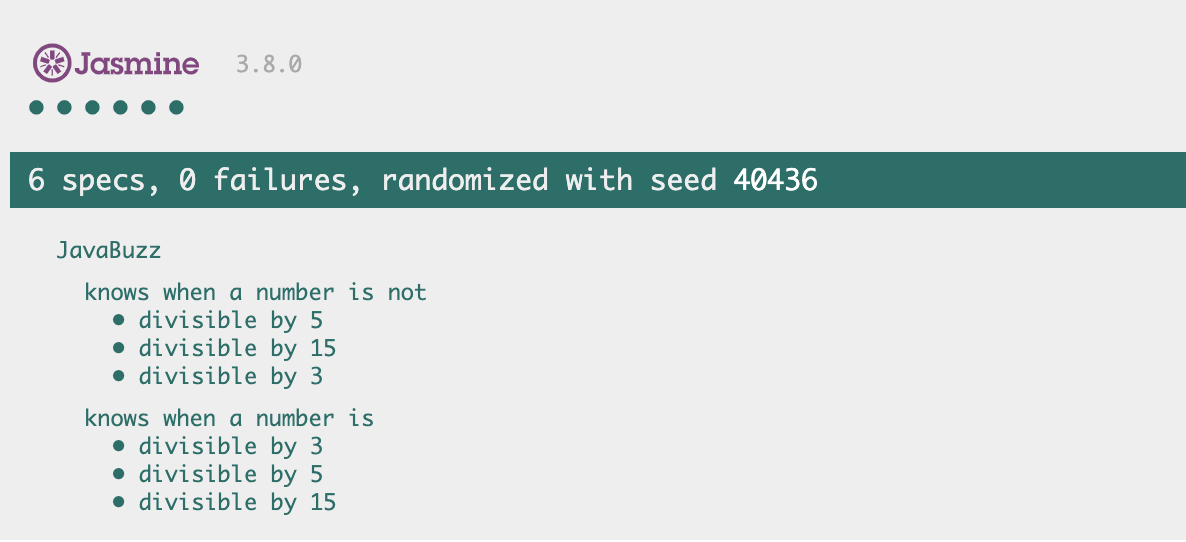 Jasmine 3.8.0
6 specs, 0 failures, randomized with seed 40436
JavaBuzz
knows when a number is not
• divisible by 5
• divisible by 15
• divisible by 3
knows when a number is
• divisible by 3
• divisible by 5
• divisible by 15